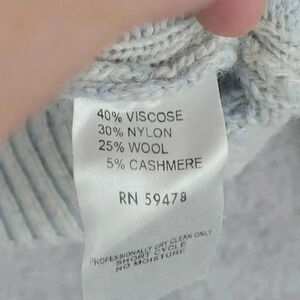 40% VISCOSE
30% NYLON
25% WOOL
5% CASHMERE
RN 59478
PROFESSIONALLY DRY CLEAN ONLY
SHORT CYCLE
NO MOISTURE